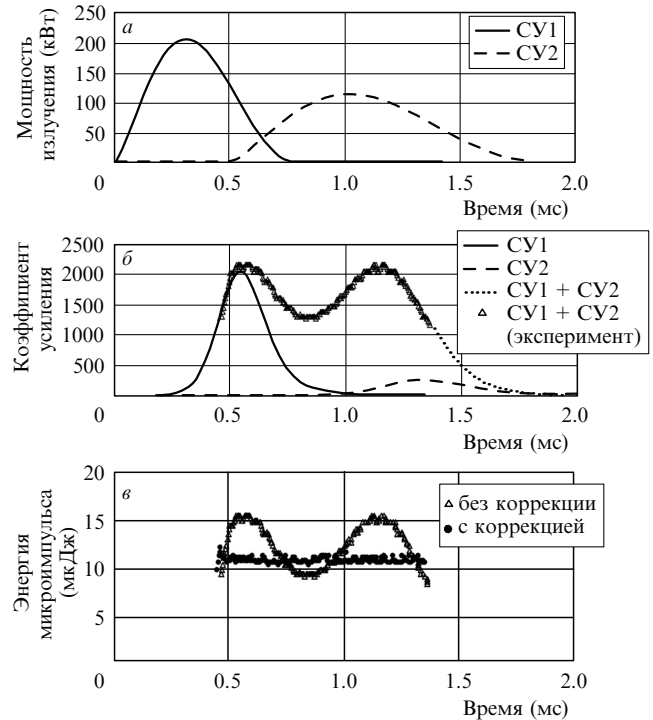 а
Мощность
излучения (кВт)
250
200
150
100
50
0
0.5
1.0
1.5
2.0
Время (мс)
СУ1
СУ2
б
Коэффициент
усиления
2500
2000
1500
1000
500
0
0.5
1.0
1.5
2.0
Время (мс)
СУ1
СУ2
СУ1 + СУ2
СУ1 + СУ2
(эксперимент)
в
Энергия
микроимпульса
(мкДж)
20
15
10
5
0
0.5
1.0
1.5
2.0
Время (мс)
без коррекции
с коррекцией